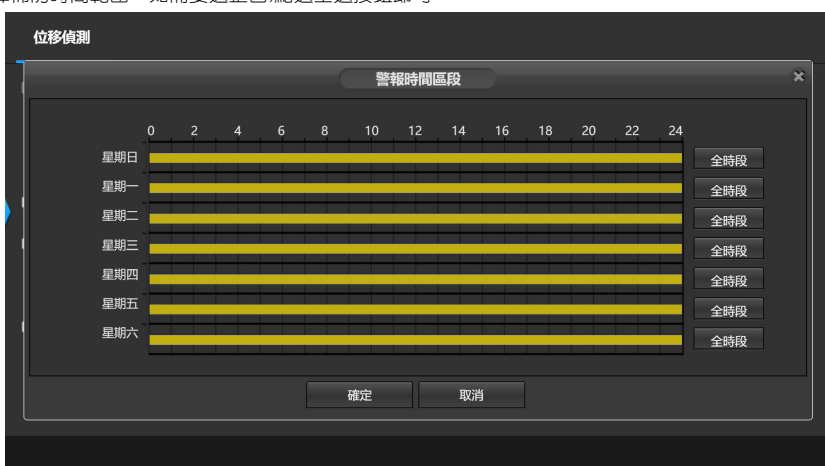 位移偵測
警報時間區段
0 2 4 6 8 10 12 14 16 18 20 22 24
星期日 全時段
星期一 全時段
星期二 全時段
星期三 全時段
星期四 全時段
星期五 全時段
星期六 全時段
確定 取消